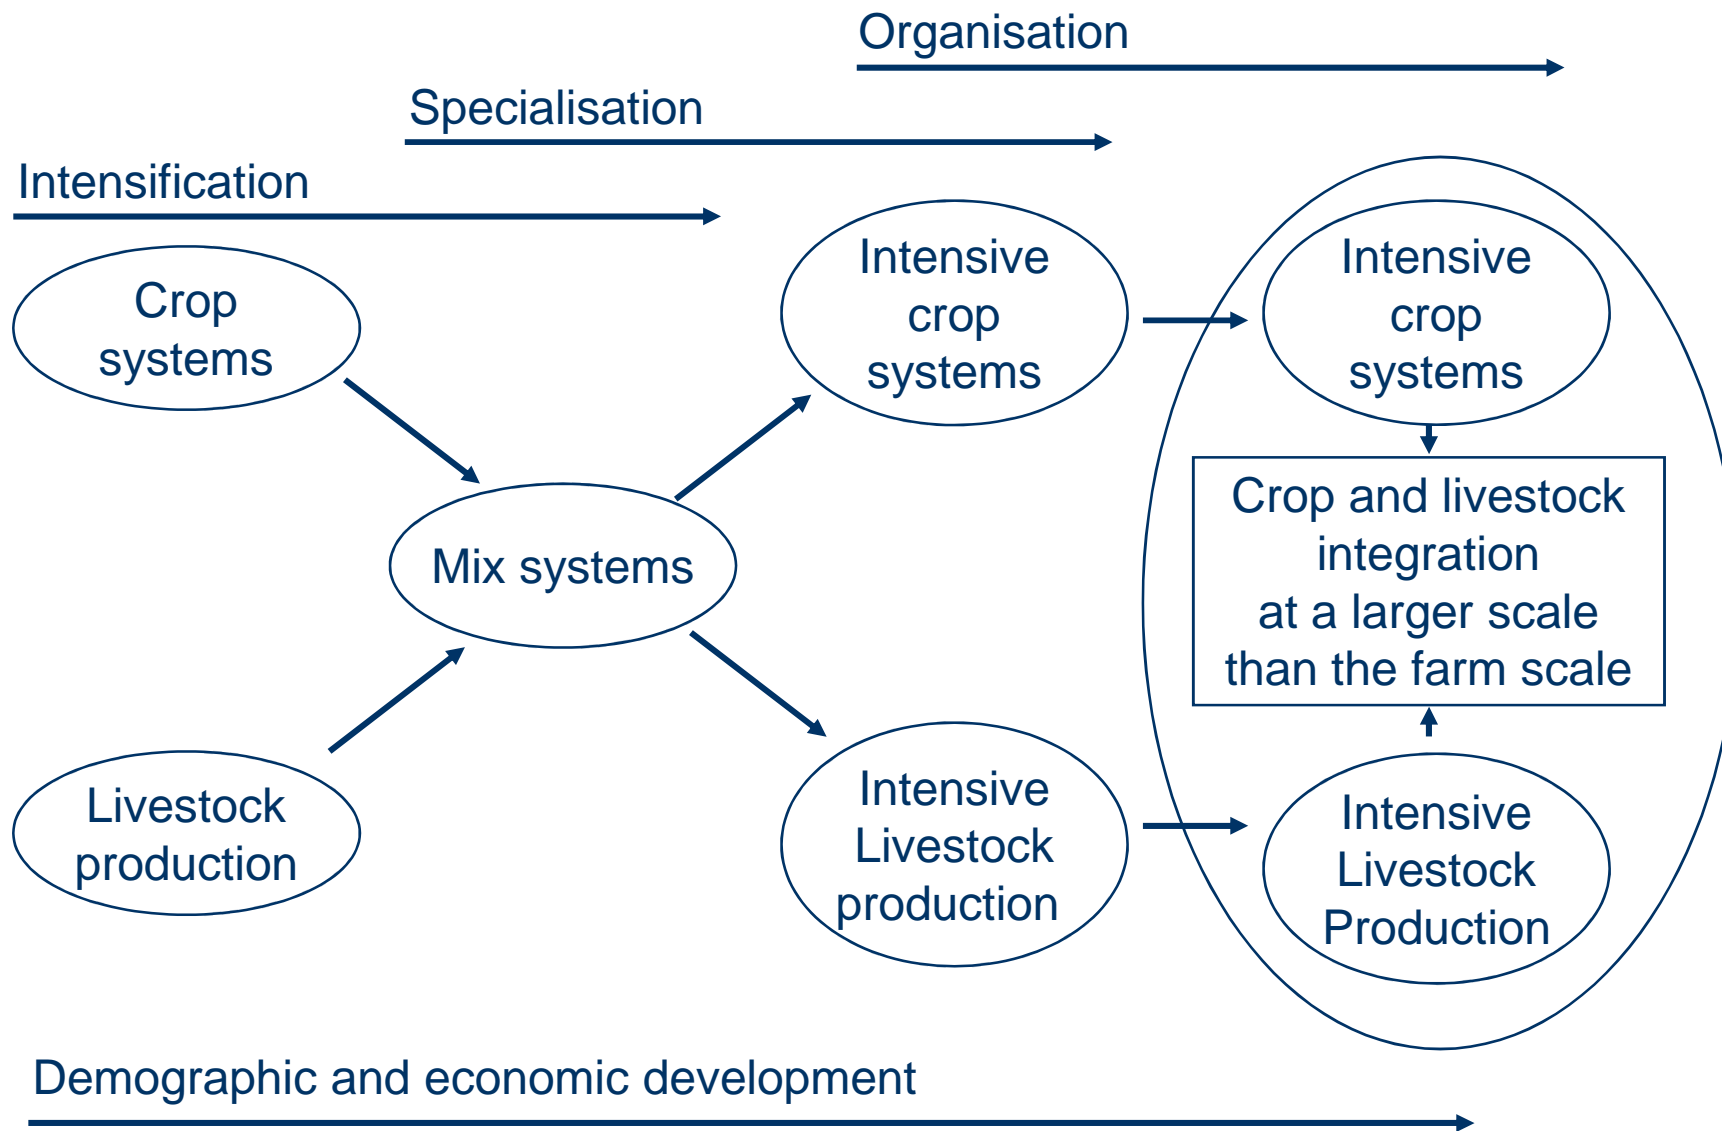 Organisation
Specialisation
Intensification
Crop
systems
Livestock
production
Mix systems
Intensive
crop
systems
Intensive
Livestock
production
Intensive
crop
systems
Crop and livestock
integration
at a larger scale
than the farm scale
Intensive
Livestock
Production
Demographic and economic development